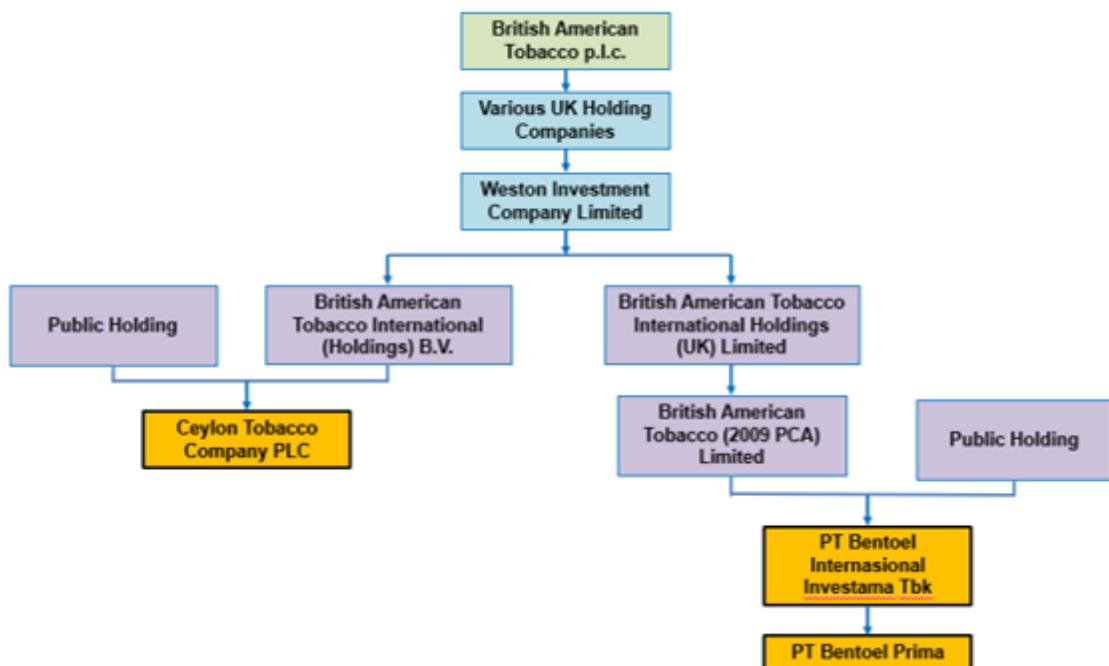 British American
Tobacco p.l.c.
Various UK Holding
Companies
Weston Investment
Company Limited
Public Holding
British American
Tobacco International
(Holdings) B.V.
British American Tobacco
International Holdings
(UK) Limited
Ceylon Tobacco
Company PLC
British American
Tobacco (2009 PCA)
Limited
Public Holding
PT Bentoel
Internasional
Investama Tbk
PT Bentoel Prima